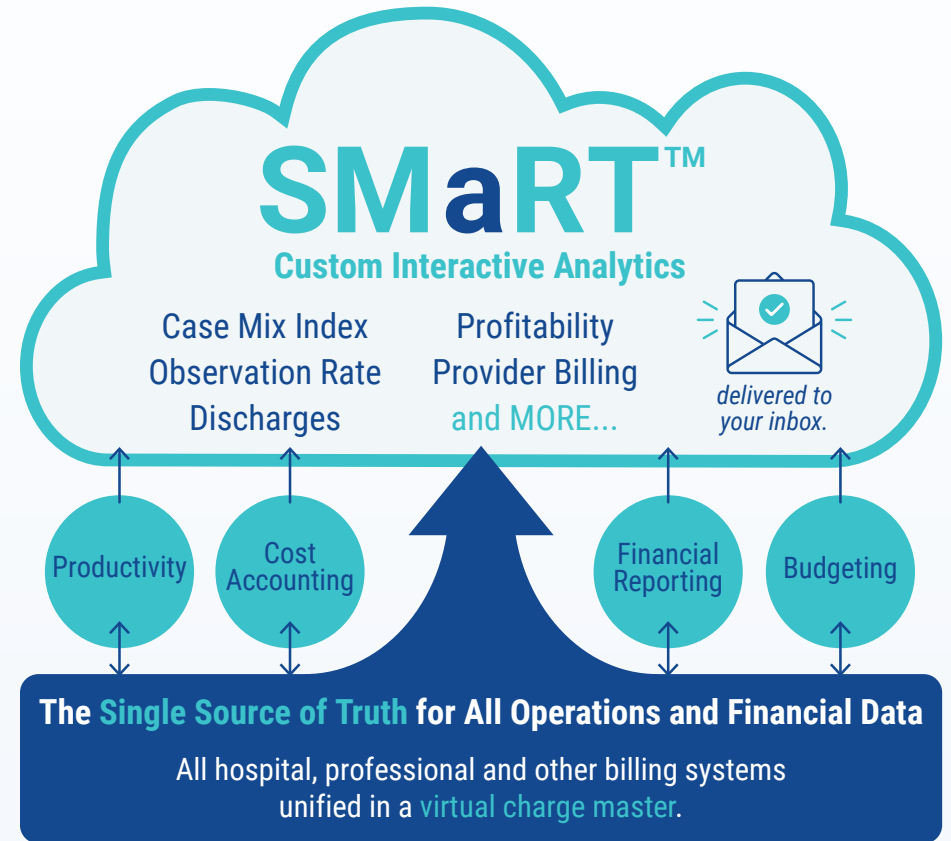 SMaRT™
Custom Interactive Analytics
Case Mix Index
Observation Rate
Discharges
Profitability
Provider Billing
and MORE...
delivered to
your inbox.
Productivity
Cost
Accounting
Financial
Reporting
Budgeting
The Single Source of Truth for All Operations and Financial Data
All hospital, professional and other billing systems
unified in a virtual charge master.